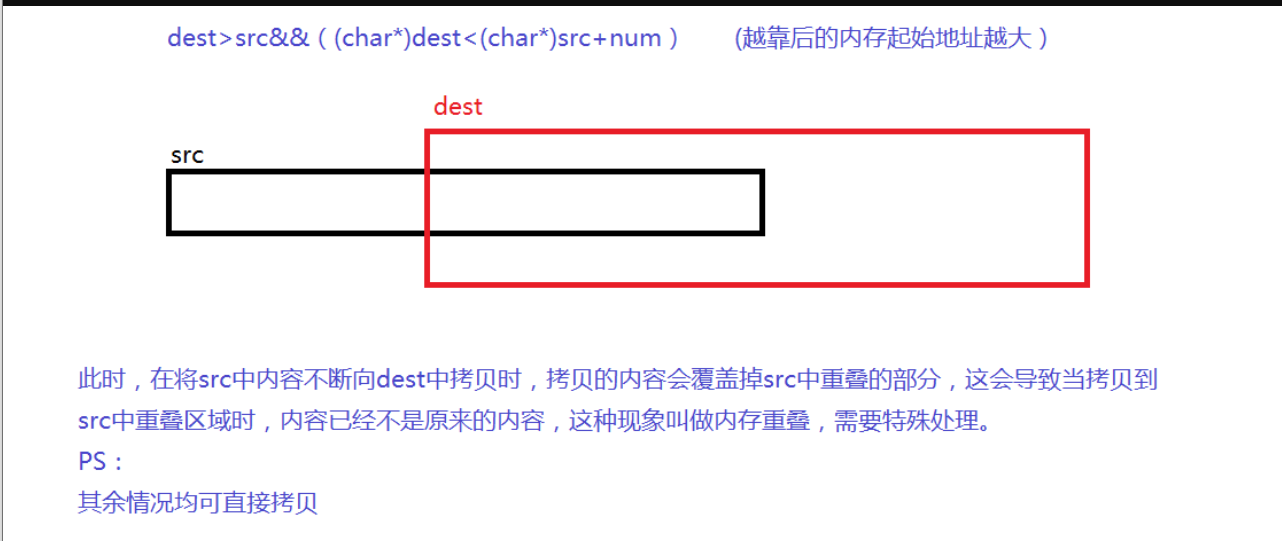 dest>src&&（(char*)dest<(char*)src+num） (越靠后的内存起始地址越大）
dest
src
此时，在将src中内容不断向dest中拷贝时，拷贝的内容会覆盖掉src中重叠的部分，这会导致当拷贝到
src中重叠区域时，内容已经不是原来的内容，这种现象叫做内存重叠，需要特殊处理。
PS：
其余情况均可直接拷贝